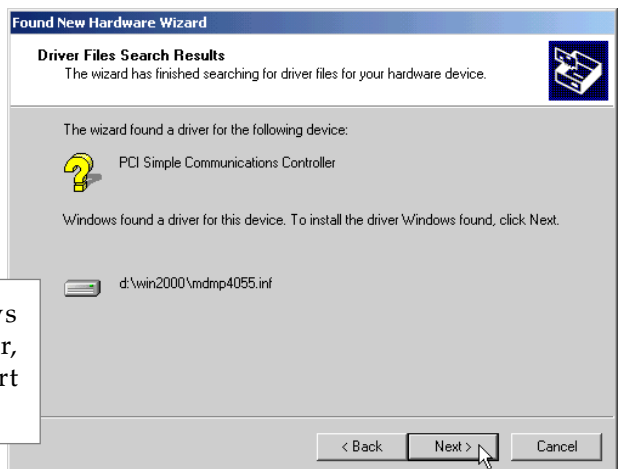 Found New Hardware Wizard
Driver Files Search Results
The wizard has finished searching for driver files for your hardware device.
The wizard found a driver for the following device:
PCI Simple Communications Controller
Windows found a driver for this device. To install the driver Windows found, click Next.
d:\win2000\mdmp4055.inf
< Back
Next >
Cancel